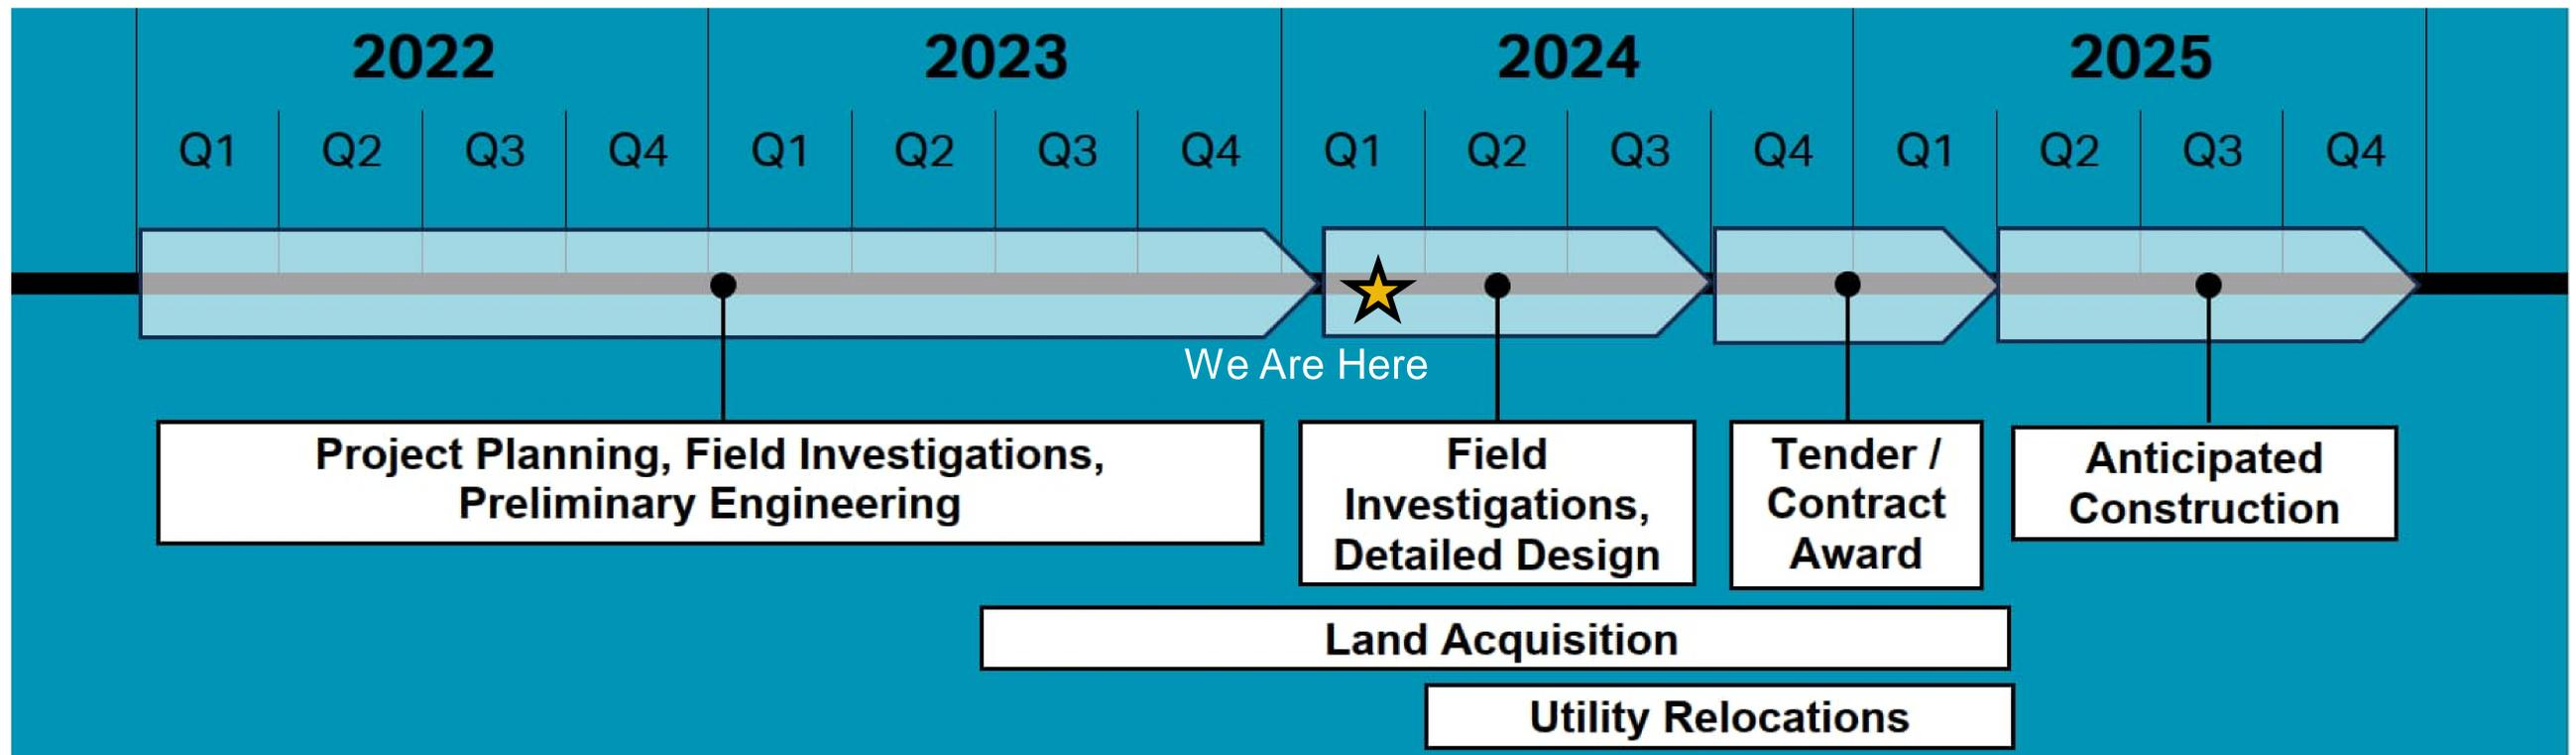 2022 2023 2024 2025
Q1 Q2 Q3 Q4 Q1 Q2 Q3 Q4 Q1 Q2 Q3 Q4 Q1 Q2 Q3 Q4
We Are Here
Project Planning, Field Investigations,
Preliminary Engineering
Field
Investigations,
Detailed Design
Tender /
Contract
Award
Anticipated
Construction
Land Acquisition
Utility Relocations